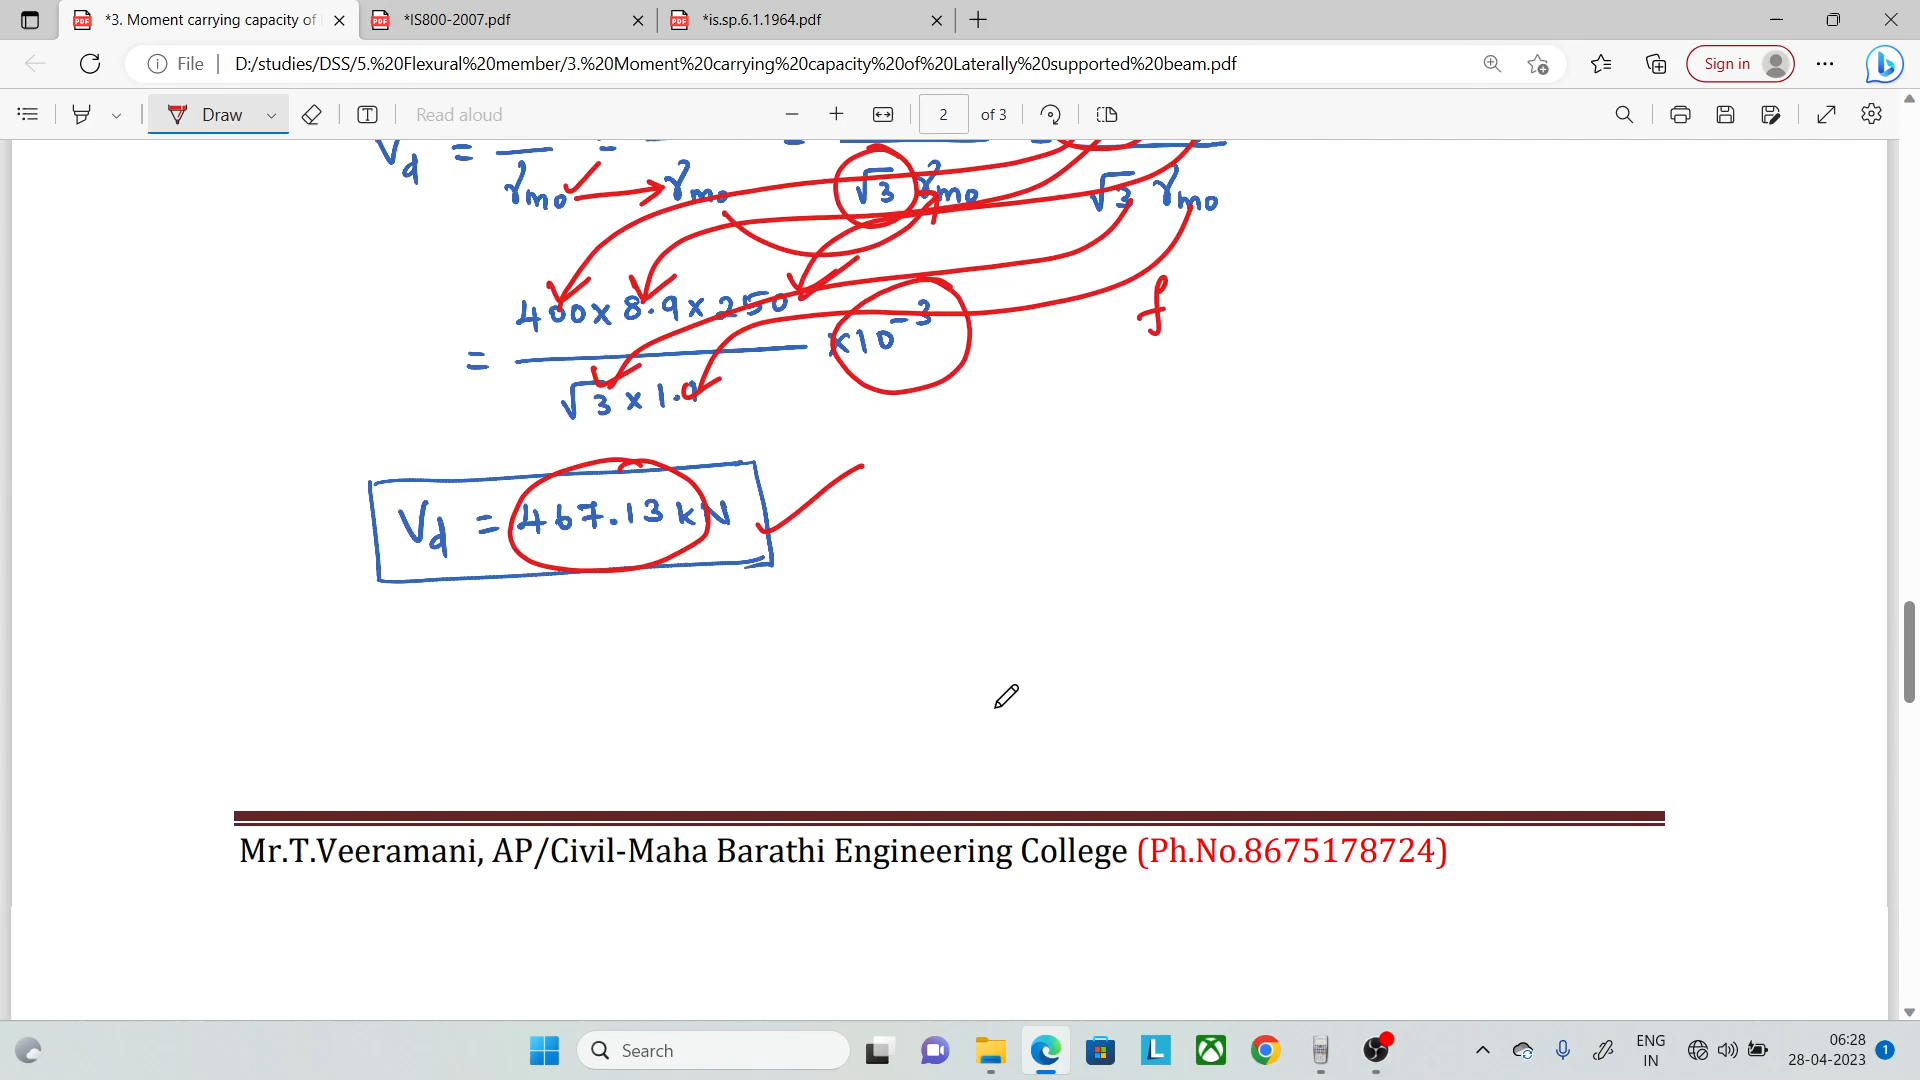 *3. Moment carrying capacity of
*IS800-2007.pdf
*is.sp.6.1.1964.pdf
File
D:/studies/DSS/5.%20Flexural%20member/3.%20Moment%20carrying%20capacity%20of%20Laterally%20supported%20beam.pdf
Sign in
Draw
Read aloud
2 of 3
Vd = γmo = γmo = √3 γmo = √3 γmo
400 x 8.9 x 250
= x10⁻³
√3 x 1.1
f
Vd = 467.13 kN
Mr.T.Veeramani, AP/Civil-Maha Barathi Engineering College (Ph.No.8675178724)
Search
ENG
IN
06:28
28-04-2023
1